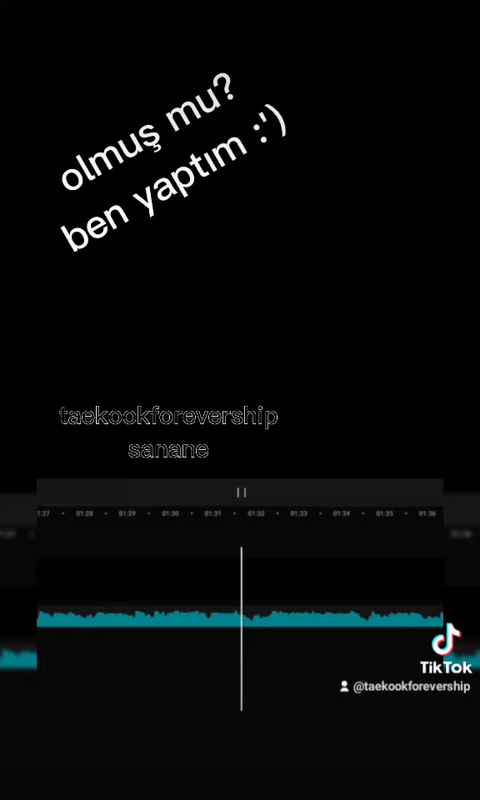 olmuş mu?
ben yaptım :')
taekookforevership
sanane
1:27 01:28 01:29 01:30 01:31 01:32 01:33 01:34 01:35 01:36
TikTok
@taekookforevership